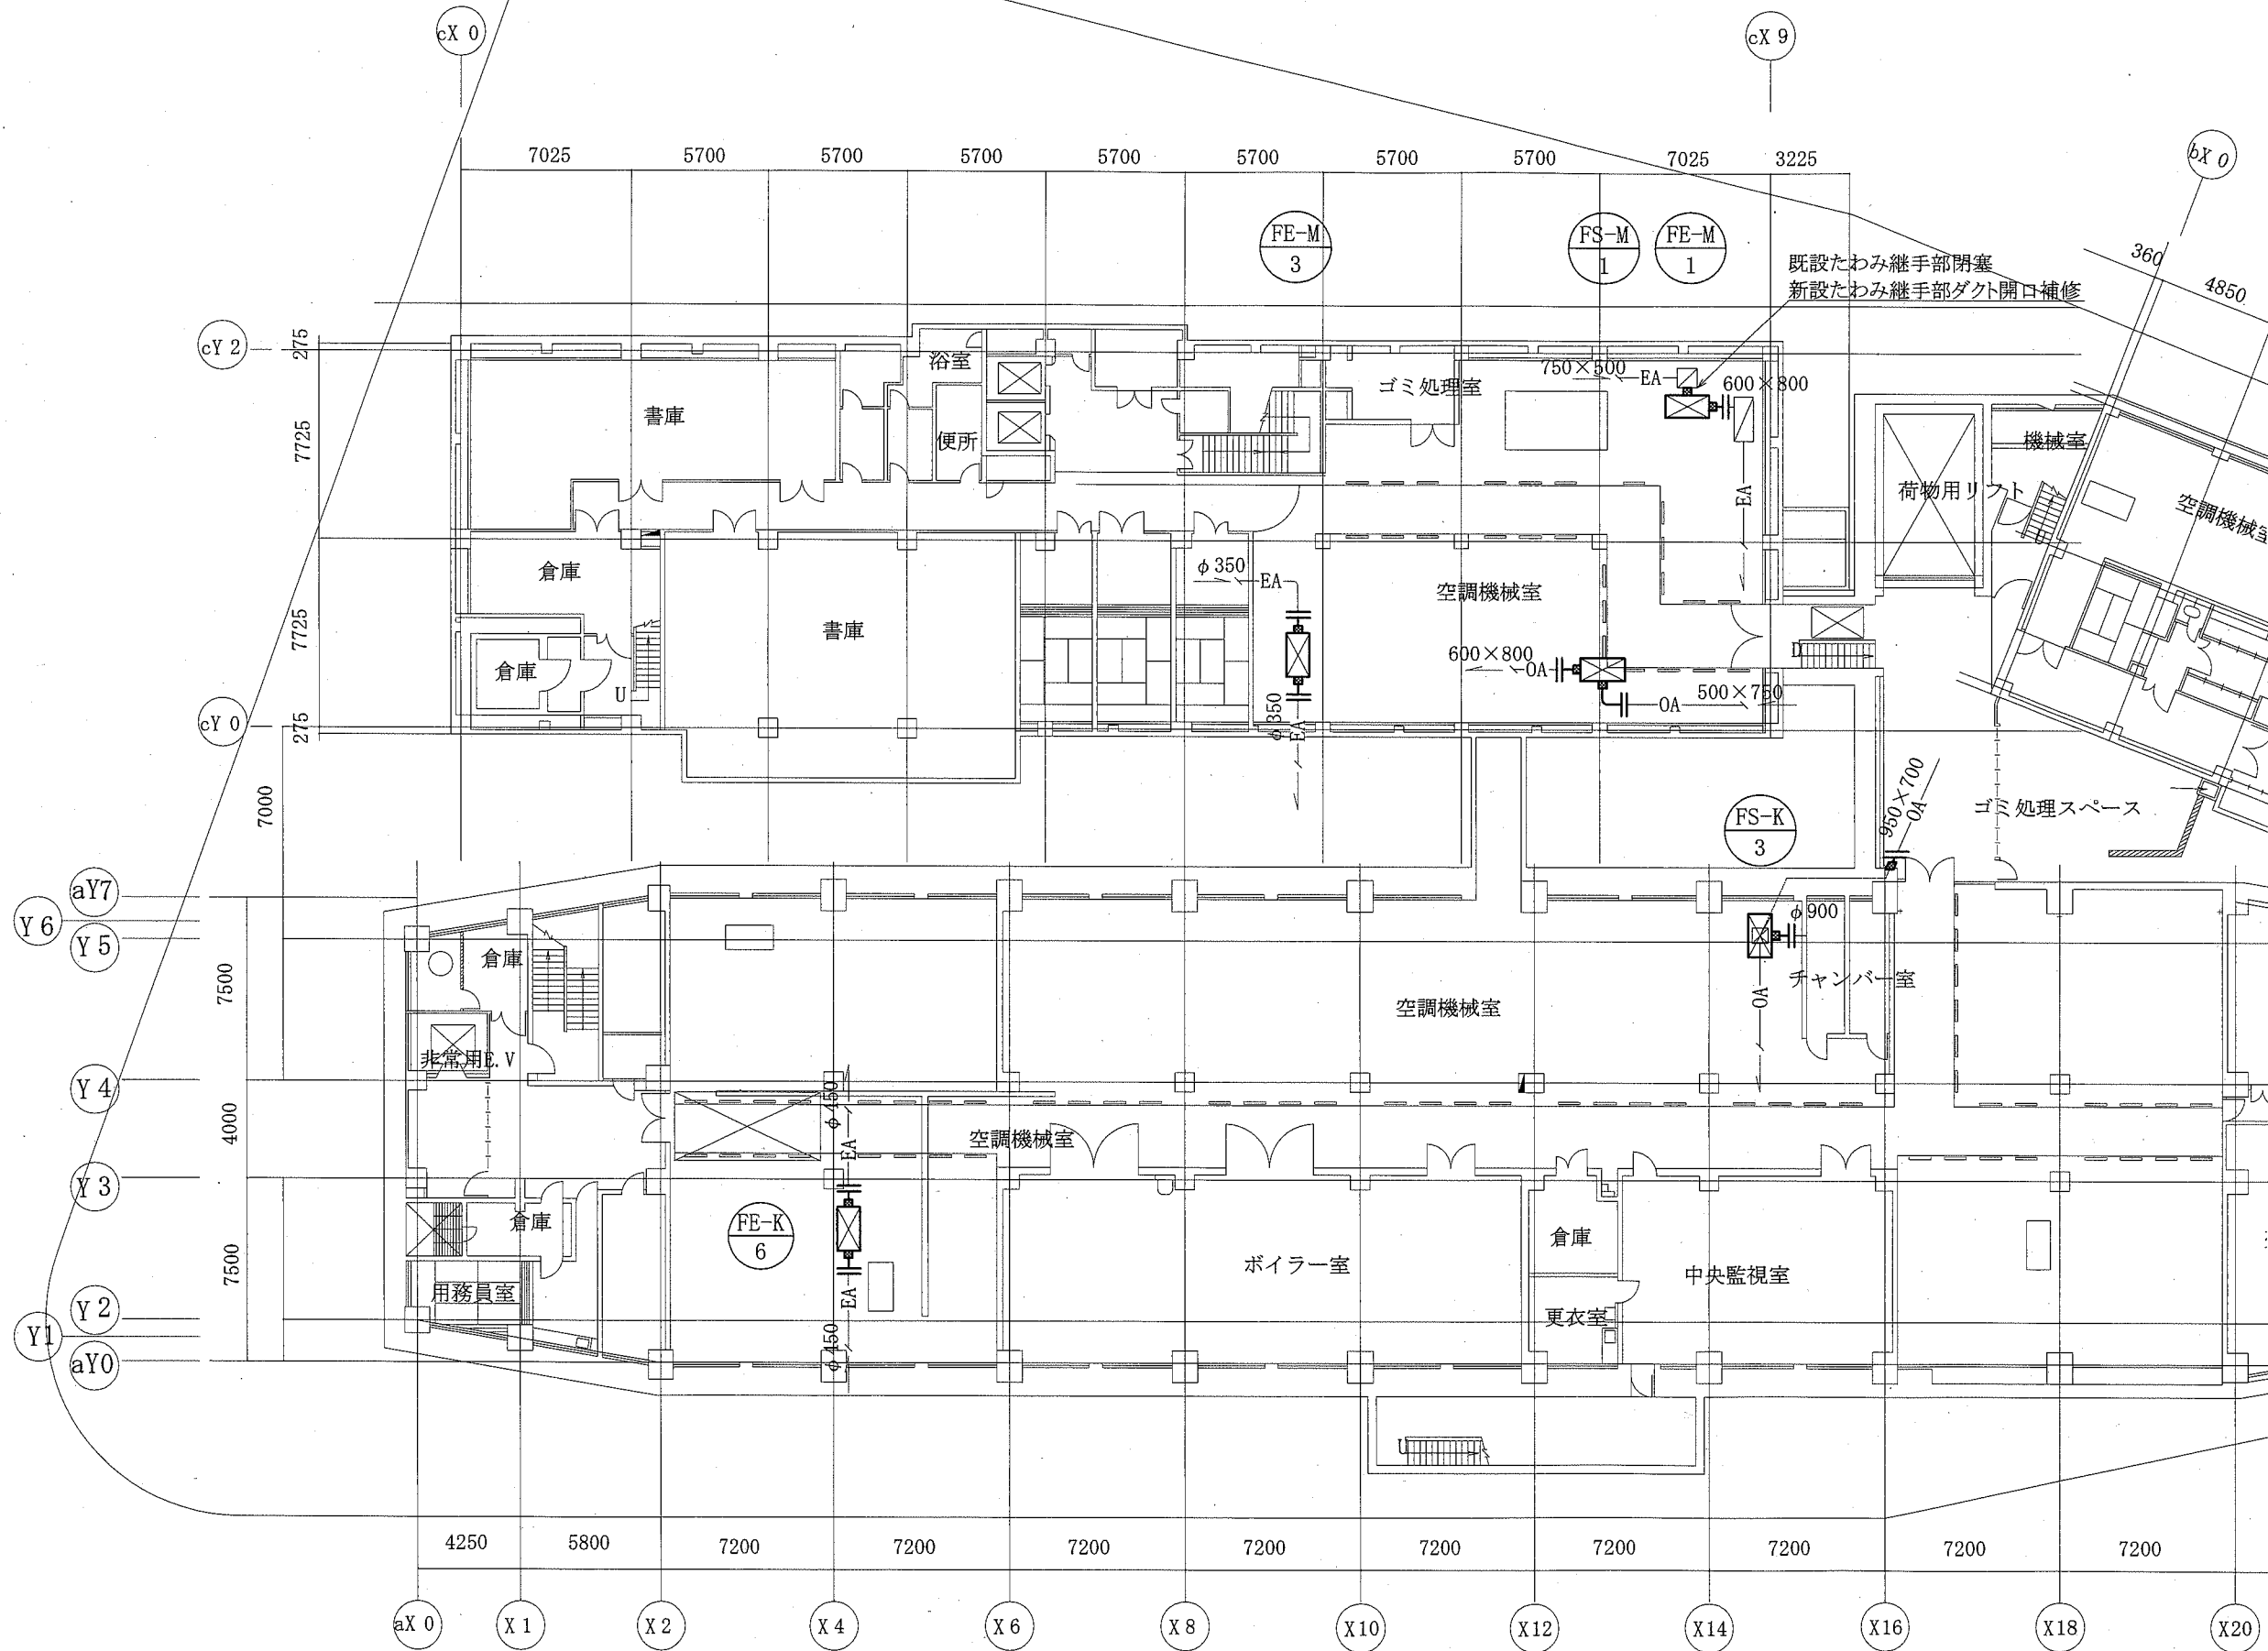 cX 0
cX 9
bX 0
7025
5700
5700
5700
5700
5700
5700
5700
7025
3225
FE-M
3
FS-M
1
FE-M
1
既設たわみ継手部閉塞
新設たわみ継手部ダクト開口補修
360
4850
cY 2
275
7725
7725
275
cY 0
浴室
書庫
便所
ゴミ処理室
750×500
EA
600×800
EA
機械室
荷物用リフト
空調機械室
倉庫
φ350
EA
空調機械室
書庫
倉庫
U
600×800
OA
500×750
OA
D
φ350
EA
7000
FS-K
3
950×700
OA
ゴミ処理スペース
aY7
Y 6
Y 5
φ900
倉庫
チャンバー室
7500
OA
空調機械室
非常用E.V
Y 4
φ450
4000
EA
空調機械室
Y 3
倉庫
FE-K
6
倉庫
ボイラー室
中央監視室
7500
用務員室
EA
更衣室
Y 2
Y1
φ450
aY0
U
4250
5800
7200
7200
7200
7200
7200
7200
7200
7200
7200
aX 0
X 1
X 2
X 4
X 6
X 8
X10
X12
X14
X16
X18
X20